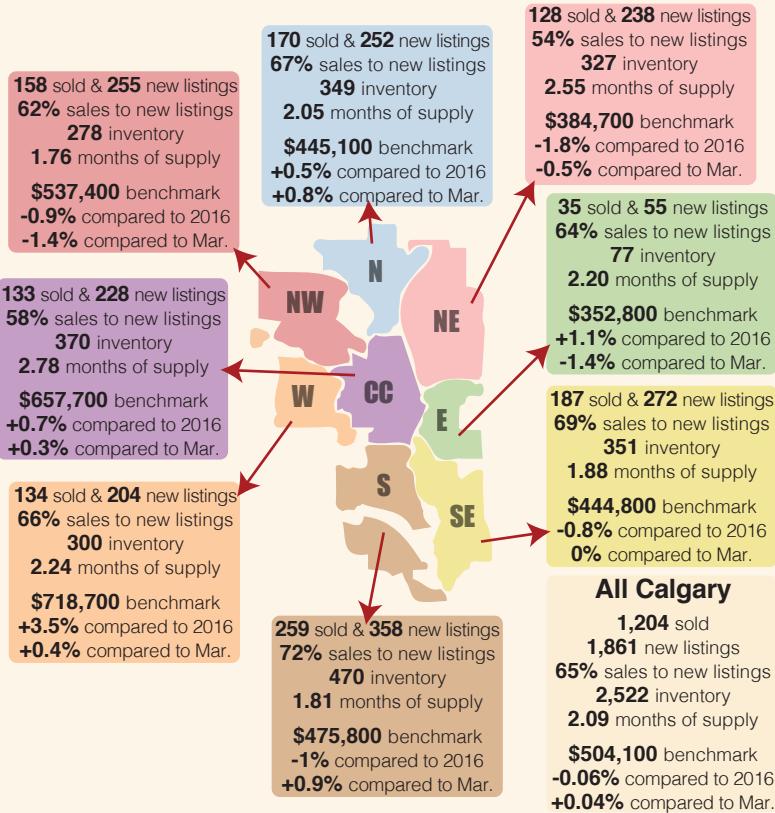 158 sold & 255 new listings
62% sales to new listings
278 inventory
1.76 months of supply
$537,400 benchmark
-0.9% compared to 2016
-1.4% compared to Mar.
170 sold & 252 new listings
67% sales to new listings
349 inventory
2.05 months of supply
$445,100 benchmark
+0.5% compared to 2016
+0.8% compared to Mar.
128 sold & 238 new listings
54% sales to new listings
327 inventory
2.55 months of supply
$384,700 benchmark
-1.8% compared to 2016
-0.5% compared to Mar.
133 sold & 228 new listings
58% sales to new listings
370 inventory
2.78 months of supply
$657,700 benchmark
+0.7% compared to 2016
+0.3% compared to Mar.
N
NW
NE
W
CC
E
S
SE
35 sold & 55 new listings
64% sales to new listings
77 inventory
2.20 months of supply
$352,800 benchmark
+1.1% compared to 2016
-1.4% compared to Mar.
187 sold & 272 new listings
69% sales to new listings
351 inventory
1.88 months of supply
$444,800 benchmark
-0.8% compared to 2016
0% compared to Mar.
134 sold & 204 new listings
66% sales to new listings
300 inventory
2.24 months of supply
$718,700 benchmark
+3.5% compared to 2016
+0.4% compared to Mar.
259 sold & 358 new listings
72% sales to new listings
470 inventory
1.81 months of supply
$475,800 benchmark
-1% compared to 2016
+0.9% compared to Mar.
All Calgary
1,204 sold
1,861 new listings
65% sales to new listings
2,522 inventory
2.09 months of supply
$504,100 benchmark
-0.06% compared to 2016
+0.04% compared to Mar.